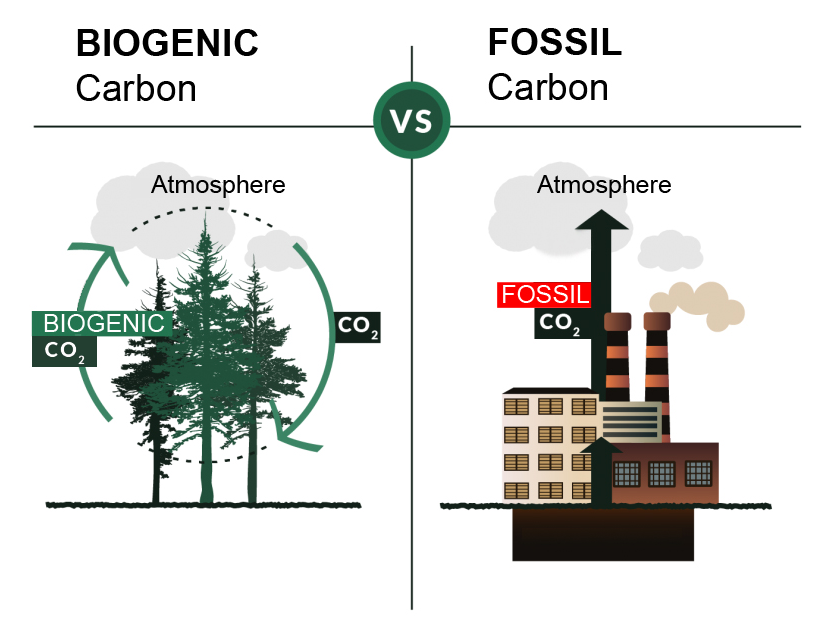 BIOGENIC
Carbon
VS
FOSSIL
Carbon
Atmosphere
BIOGENIC
CO₂
CO₂
Atmosphere
FOSSIL
CO₂